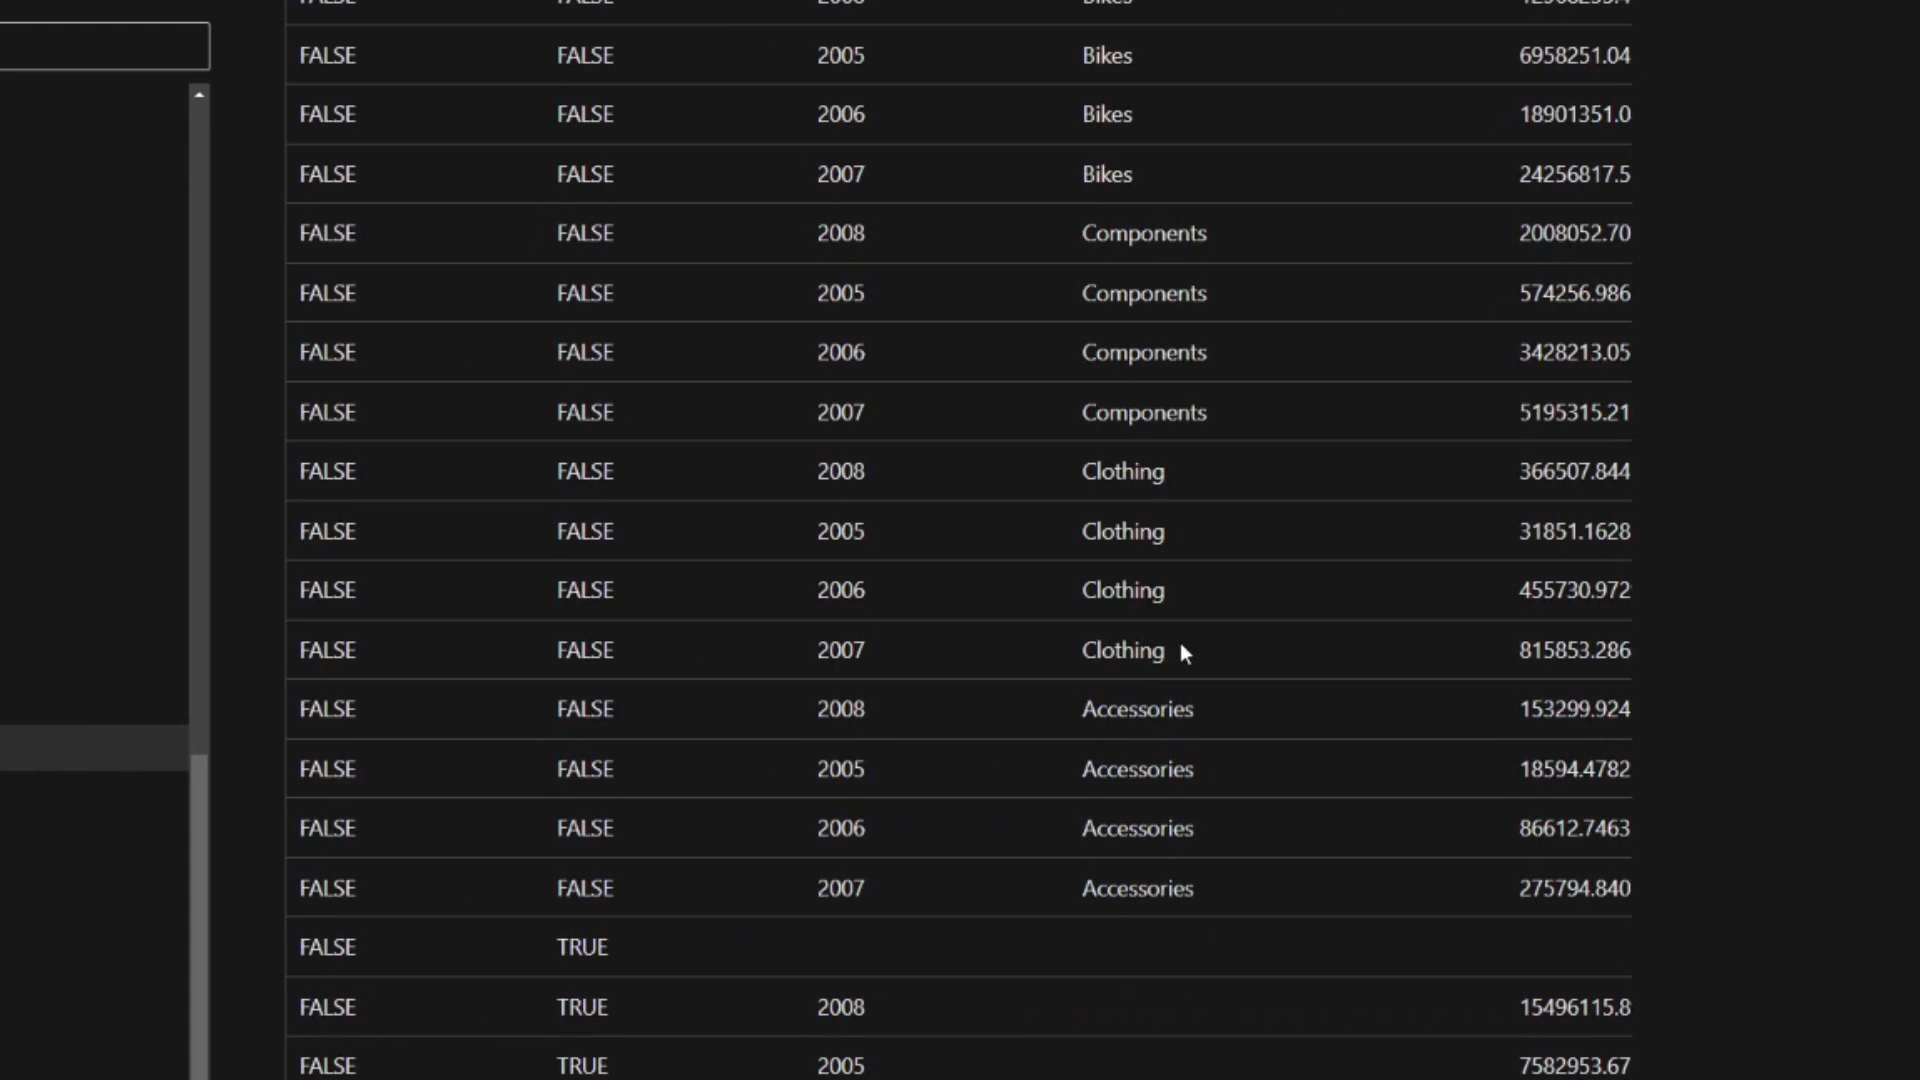 FALSE FALSE 2005 Bikes 6958251.04
FALSE FALSE 2006 Bikes 18901351.0
FALSE FALSE 2007 Bikes 24256817.5
FALSE FALSE 2008 Components 2008052.70
FALSE FALSE 2005 Components 574256.986
FALSE FALSE 2006 Components 3428213.05
FALSE FALSE 2007 Components 5195315.21
FALSE FALSE 2008 Clothing 366507.844
FALSE FALSE 2005 Clothing 31851.1628
FALSE FALSE 2006 Clothing 455730.972
FALSE FALSE 2007 Clothing 815853.286
FALSE FALSE 2008 Accessories 153299.924
FALSE FALSE 2005 Accessories 18594.4782
FALSE FALSE 2006 Accessories 86612.7463
FALSE FALSE 2007 Accessories 275794.840
FALSE TRUE
FALSE TRUE 2008 15496115.8
FALSE TRUE 2005 7582953.67